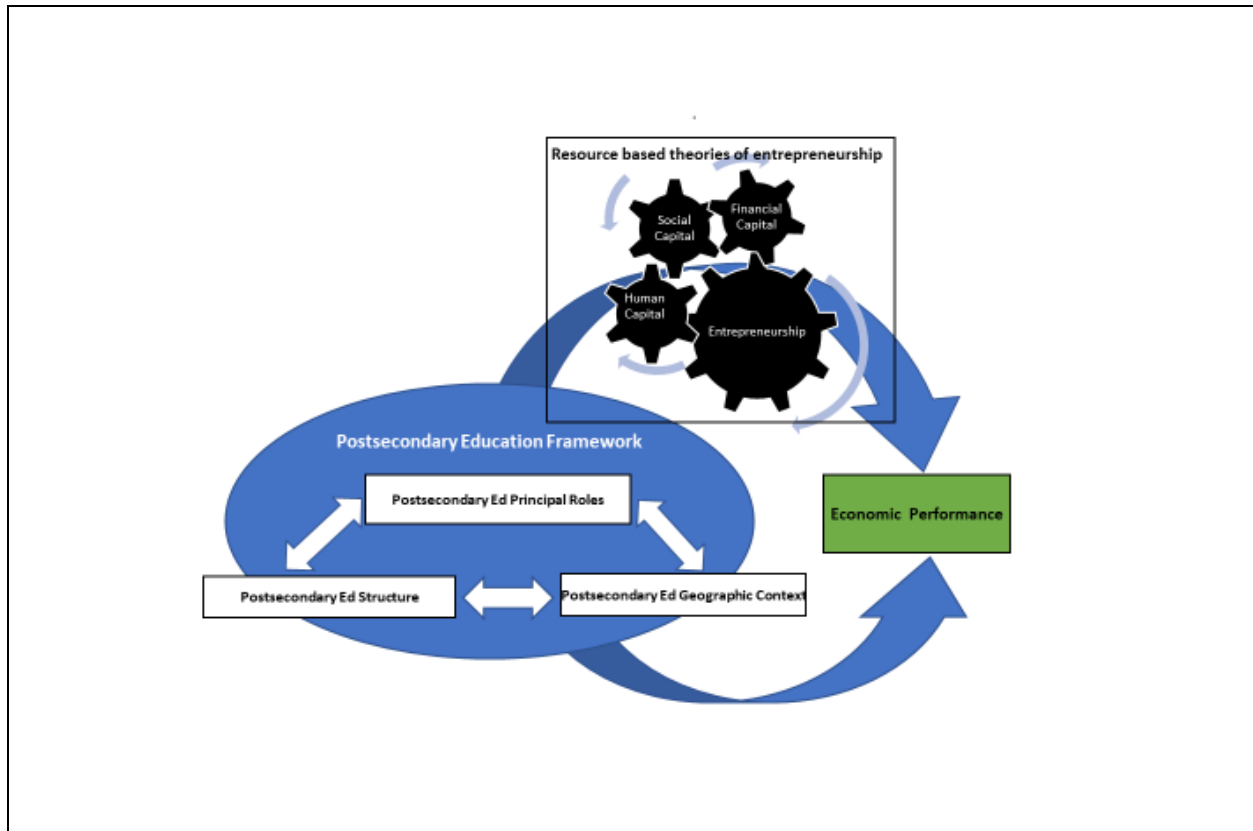 Resource based theories of entrepreneurship
Social
Capital
Financial
Capital
Human
Capital
Entrepreneurship
Postsecondary Education Framework
Postsecondary Ed Principal Roles
Postsecondary Ed Structure
Postsecondary Ed Geographic Context
Economic Performance